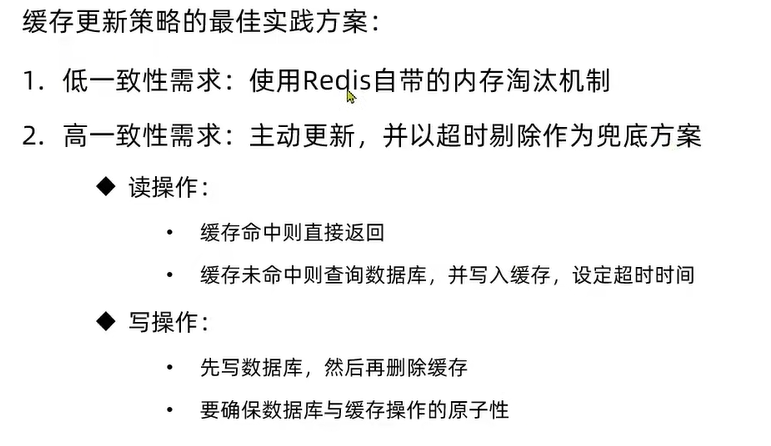 缓存更新策略的最佳实践方案：
1. 低一致性需求：使用Redis自带的内存淘汰机制
2. 高一致性需求：主动更新，并以超时剔除作为兜底方案
◆ 读操作：
• 缓存命中则直接返回
• 缓存未命中则查询数据库，并写入缓存，设定超时时间
◆ 写操作：
• 先写数据库，然后再删除缓存
• 要确保数据库与缓存操作的原子性